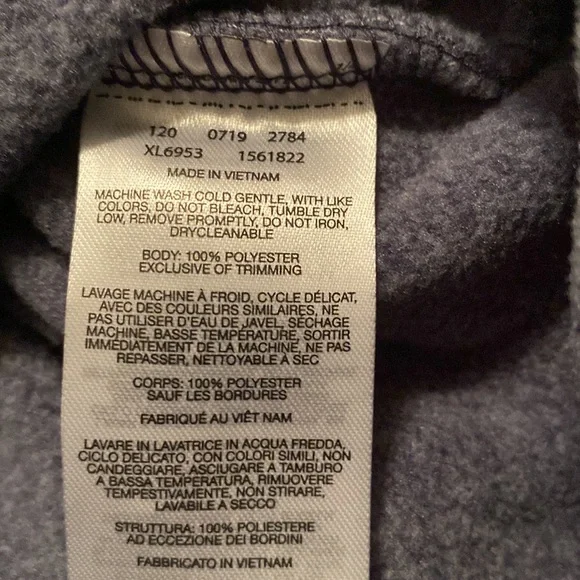 120 0719 2784
XL6953 1561822
MADE IN VIETNAM
MACHINE WASH COLD GENTLE, WITH LIKE
COLORS, DO NOT BLEACH, TUMBLE DRY
LOW, REMOVE PROMPTLY, DO NOT IRON,
DRYCLEANABLE
BODY: 100% POLYESTER
EXCLUSIVE OF TRIMMING
LAVAGE MACHINE À FROID, CYCLE DÉLICAT,
AVEC DES COULEURS SIMILAIRES, NE
PAS UTILISER D'EAU DE JAVEL, SÉCHAGE
MACHINE, BASSE TEMPÉRATURE, SORTIR
IMMÉDIATEMENT DE LA MACHINE, NE PAS
REPASSER, NETTOYABLE À SEC
CORPS: 100% POLYESTER
SAUF LES BORDURES
FABRIQUÉ AU VIÊT NAM
LAVARE IN LAVATRICE IN ACQUA FREDDA,
CICLO DELICATO, CON COLORI SIMILI, NON
CANDEGGIARE, ASCIUGARE A TAMBURO
A BASSA TEMPERATURA, RIMUOVERE
TEMPESTIVAMENTE, NON STIRARE,
LAVABILE A SECCO
STRUTTURA: 100% POLIESTERE
AD ECCEZIONE DEI BORDINI
FABBRICATO IN VIETNAM